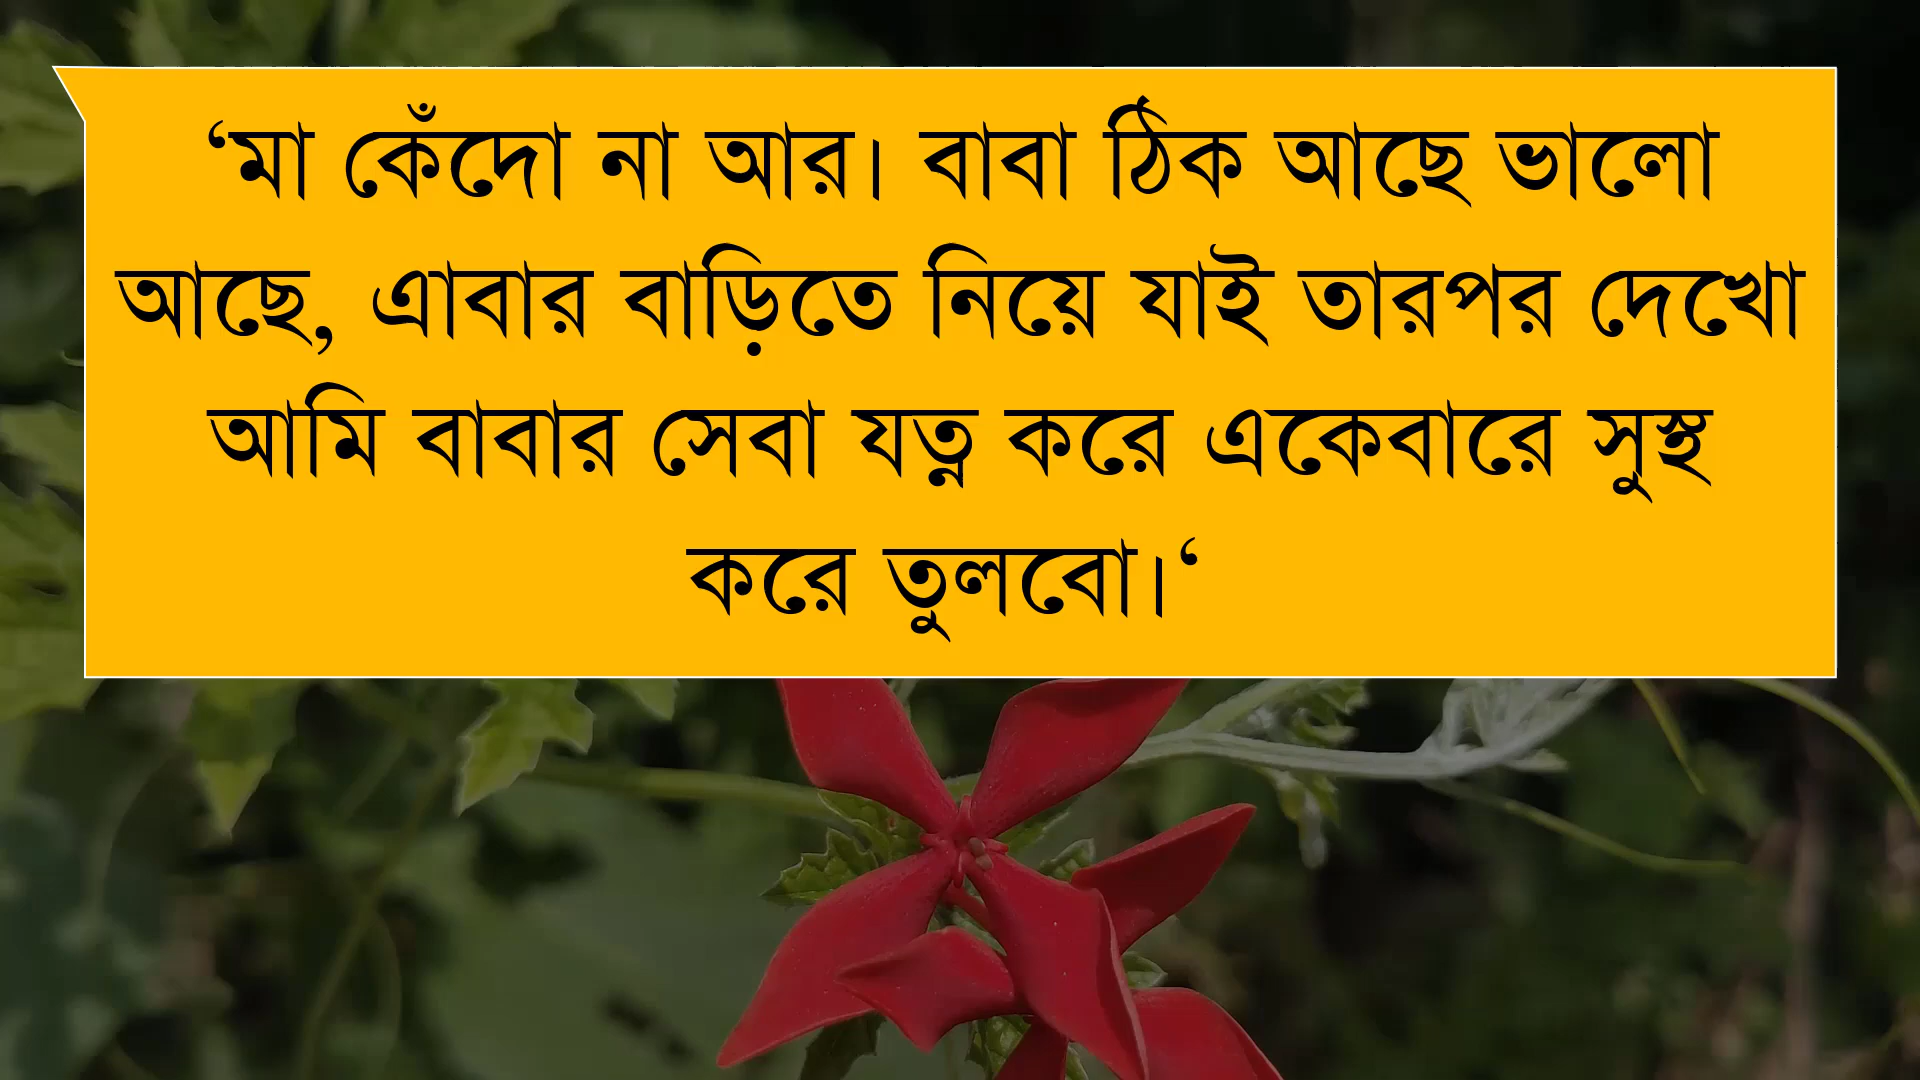 ‘মা কেঁদো না আর। বাবা ঠিক আছে ভালো
আছে, এাবার বাড়িতে নিয়ে যাই তারপর দেখো
আমি বাবার সেবা যত্ন করে একেবারে সুস্থ
করে তুলবো।‘